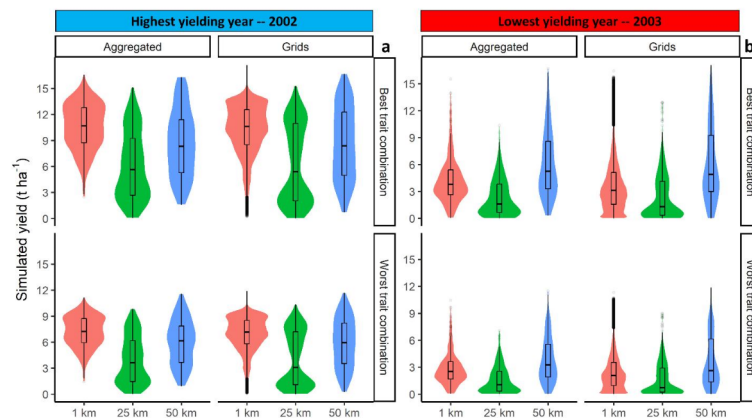 Highest yielding year -- 2002
Lowest yielding year -- 2003
Aggregated
Grids
a
Aggregated
Grids
b
Simulated yield (t ha⁻¹)
15
12
9
6
3
0
Best trait combination
15
12
9
6
3
0
Best trait combination
15
12
9
6
3
0
Worst trait combination
15
12
9
6
3
0
Worst trait combination
1 km 25 km 50 km 1 km 25 km 50 km
1 km 25 km 50 km 1 km 25 km 50 km